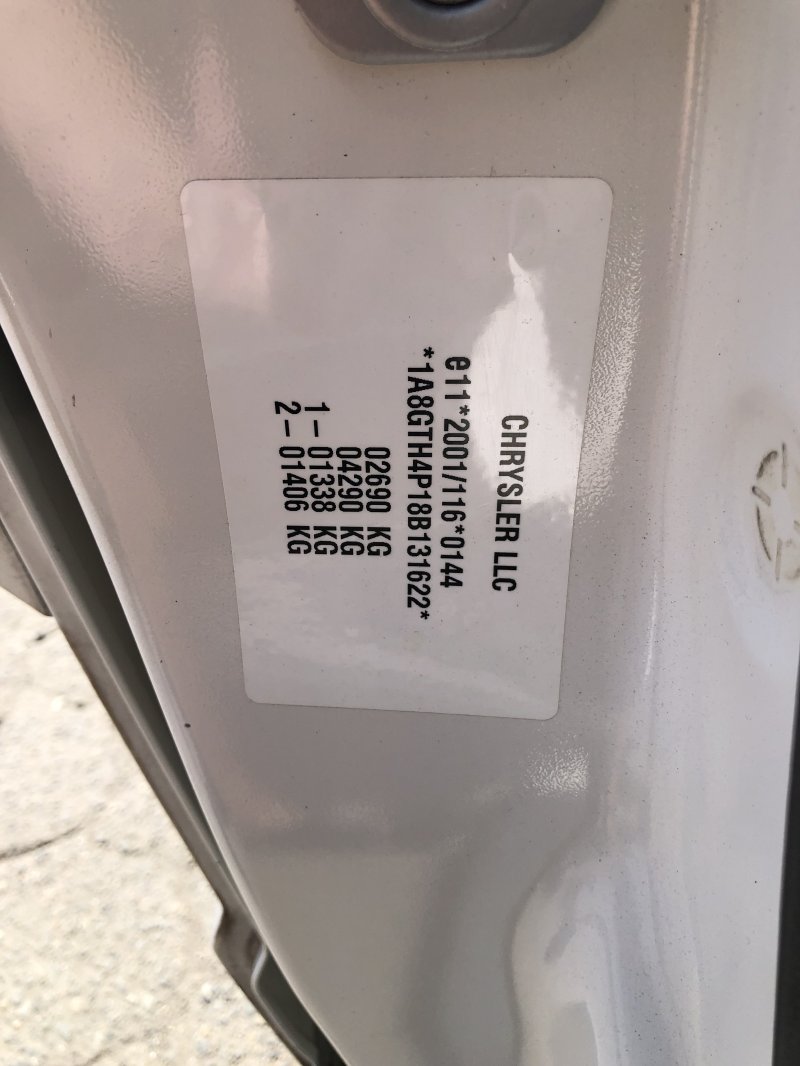 CHRYSLER LLC
e11*2001/116*0144
*1A8GTH4P18B131622*
02690 KG
04290 KG
1– 01338 KG
2– 01406 KG